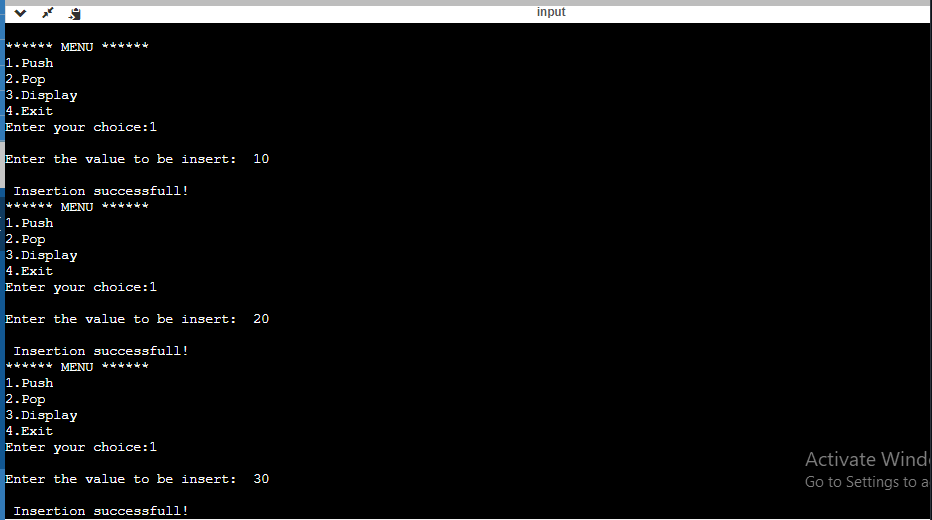 input
****** MENU ******
1.Push
2.Pop
3.Display
4.Exit
Enter your choice:1
Enter the value to be insert:  10
Insertion successfull!
****** MENU ******
1.Push
2.Pop
3.Display
4.Exit
Enter your choice:1
Enter the value to be insert:  20
Insertion successfull!
****** MENU ******
1.Push
2.Pop
3.Display
4.Exit
Enter your choice:1
Enter the value to be insert:  30
Insertion successfull!
Activate Wind
Go to Settings to a